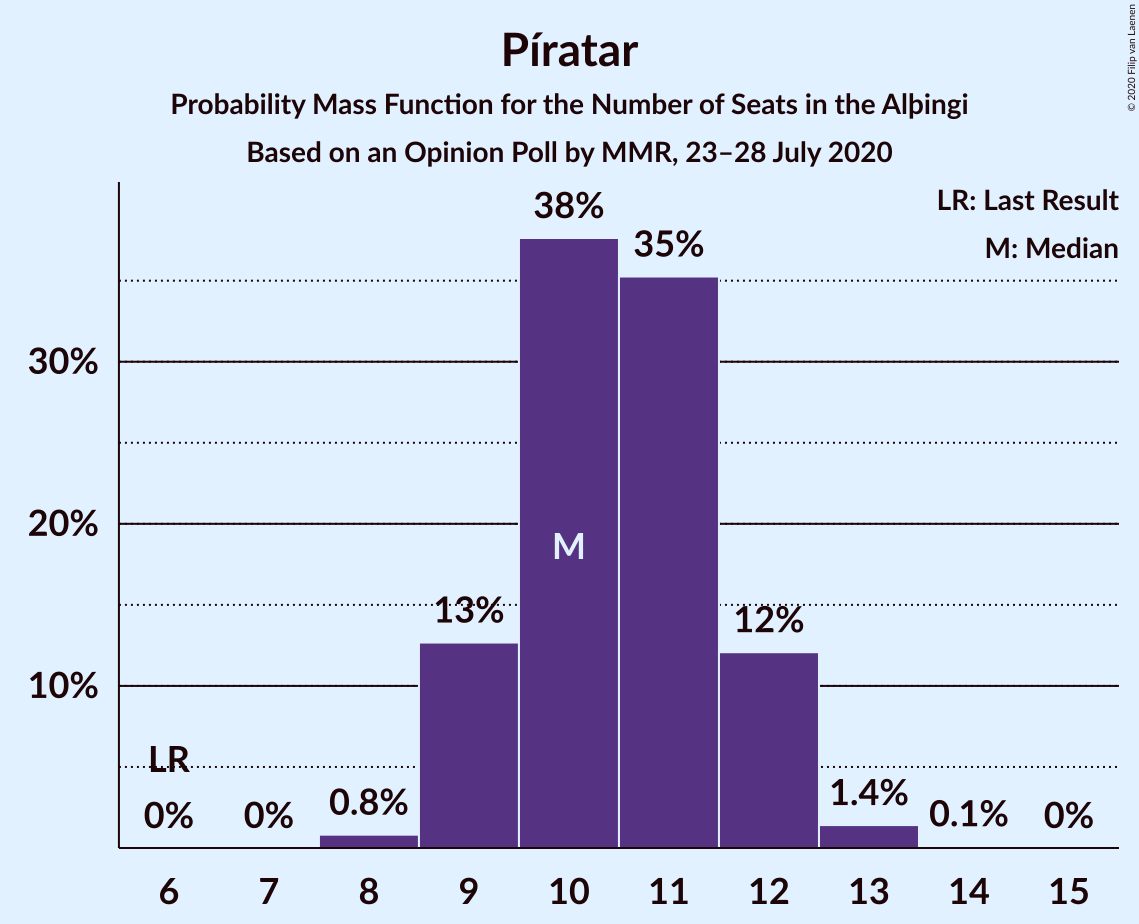 Píratar
Probability Mass Function for the Number of Seats in the Alþingi
Based on an Opinion Poll by MMR, 23–28 July 2020
© 2020 Filip van Laenen
LR: Last Result
M: Median
38%
35%
30%
20%
M
13%
12%
10%
LR
0%
0%
0.8%
1.4%
0.1%
0%
6 7 8 9 10 11 12 13 14 15